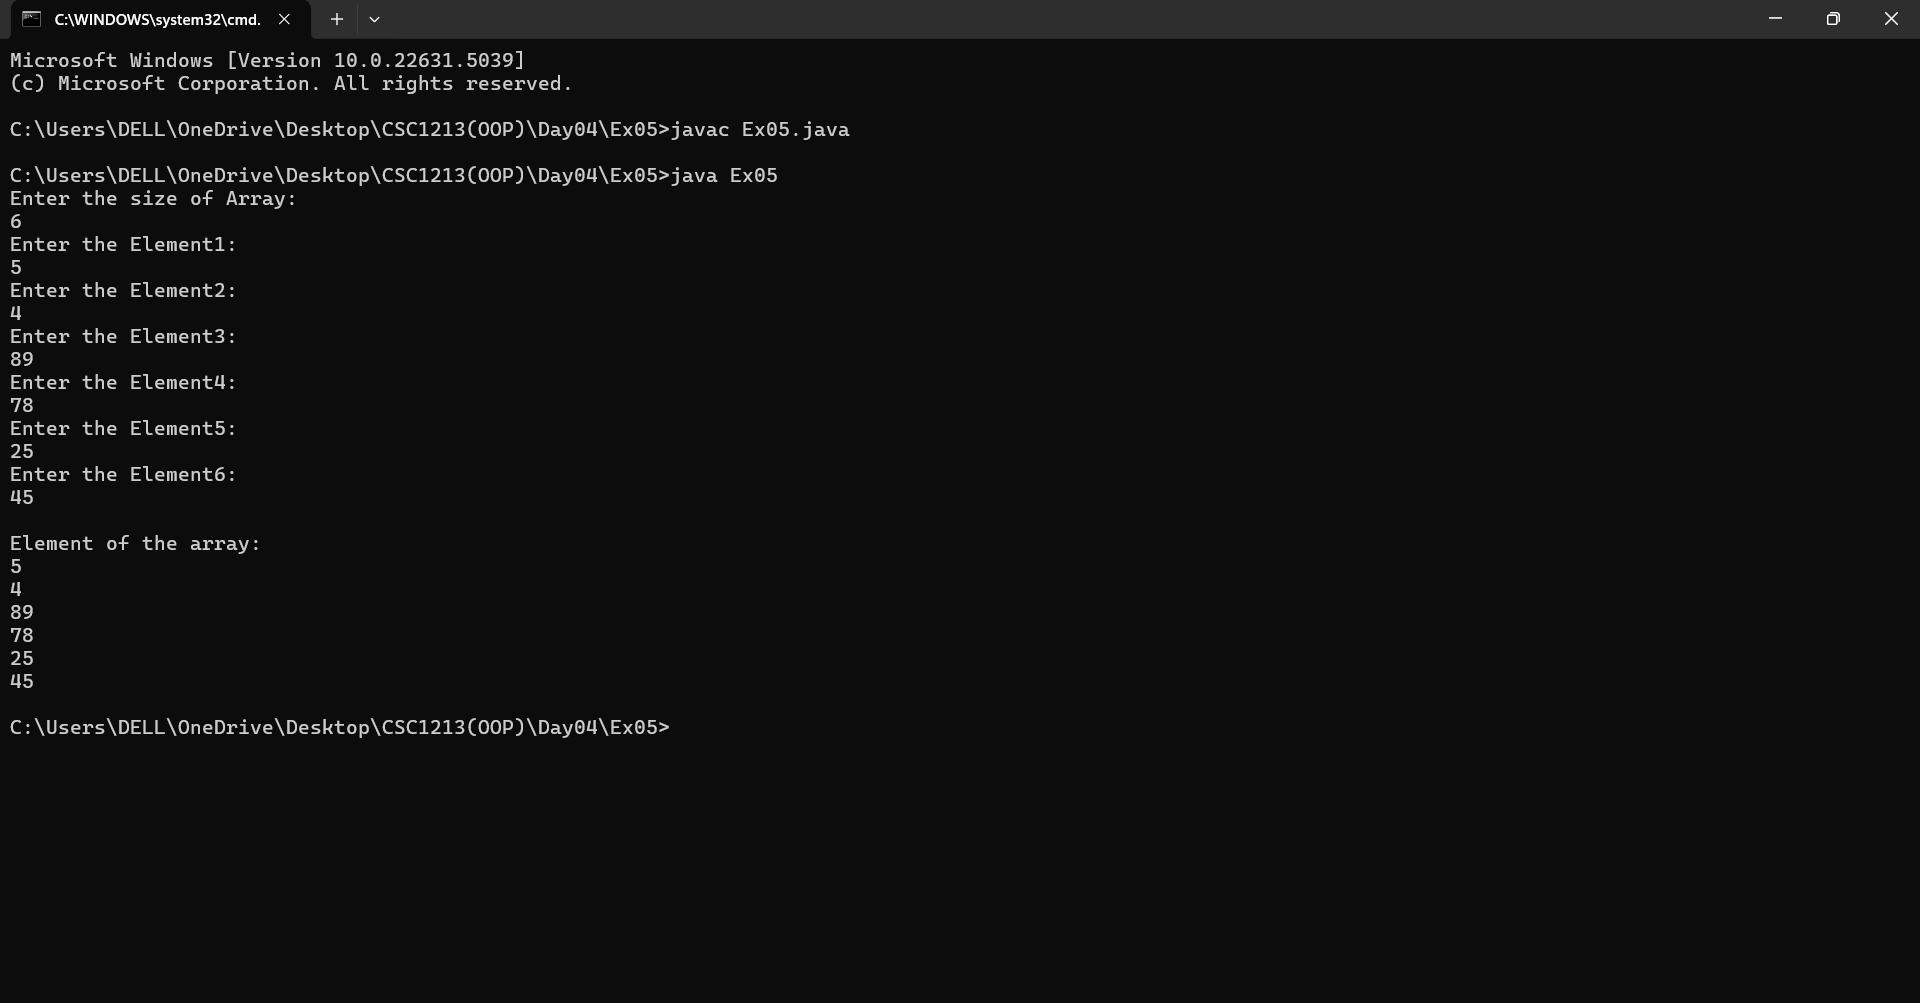 C:\WINDOWS\system32\cmd.
Microsoft Windows [Version 10.0.22631.5039]
(c) Microsoft Corporation. All rights reserved.
C:\Users\DELL\OneDrive\Desktop\CSC1213(OOP)\Day04\Ex05>javac Ex05.java
C:\Users\DELL\OneDrive\Desktop\CSC1213(OOP)\Day04\Ex05>java Ex05
Enter the size of Array:
6
Enter the Element1:
5
Enter the Element2:
4
Enter the Element3:
89
Enter the Element4:
78
Enter the Element5:
25
Enter the Element6:
45
Element of the array:
5
4
89
78
25
45
C:\Users\DELL\OneDrive\Desktop\CSC1213(OOP)\Day04\Ex05>